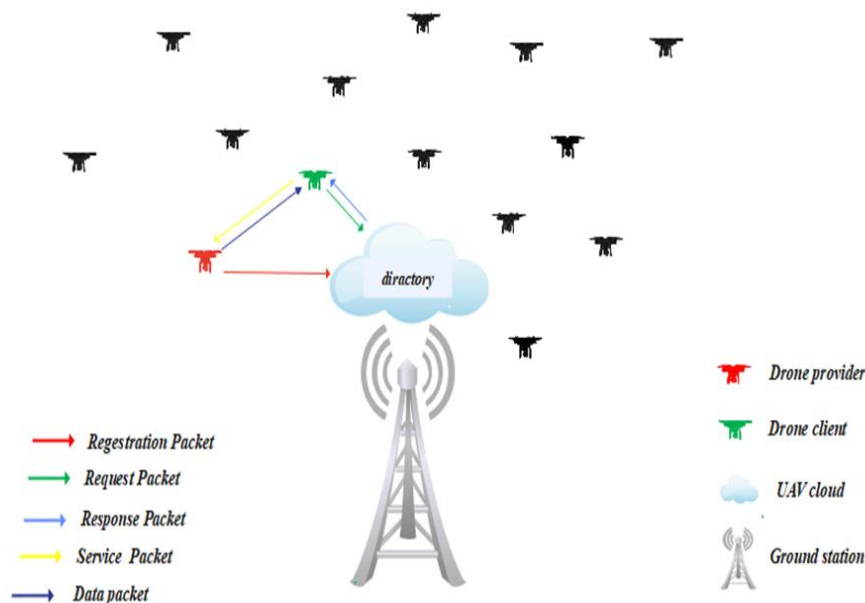 diractory
Drone provider
Drone client
UAV cloud
Ground station
Regestration Packet
Request Packet
Response Packet
Service Packet
Data packet